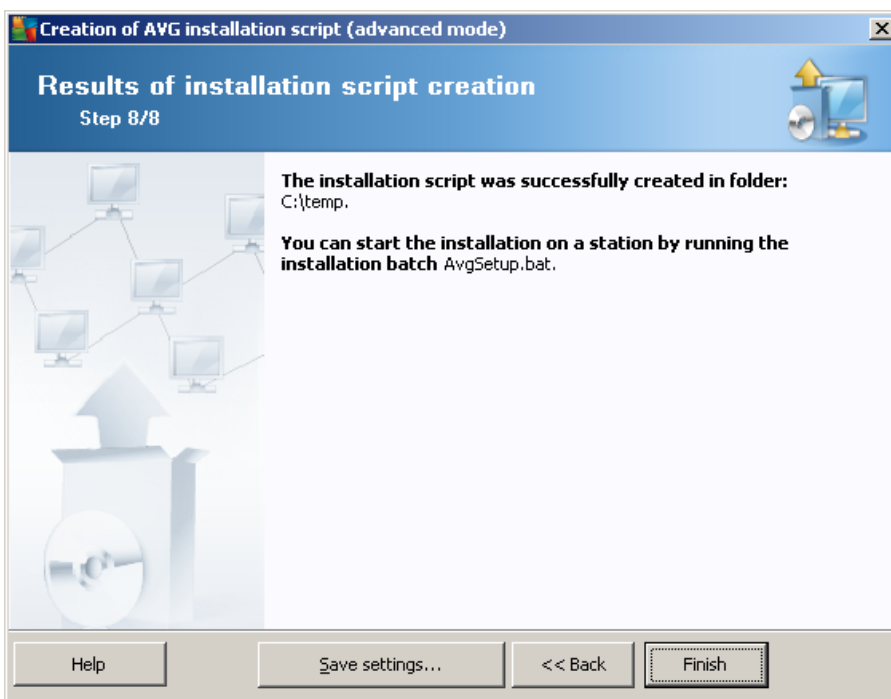 Creation of AVG installation script (advanced mode)
Results of installation script creation
Step 8/8
The installation script was successfully created in folder:
C:\temp.
You can start the installation on a station by running the
installation batch AvgSetup.bat.
Help
Save settings...
<< Back
Finish